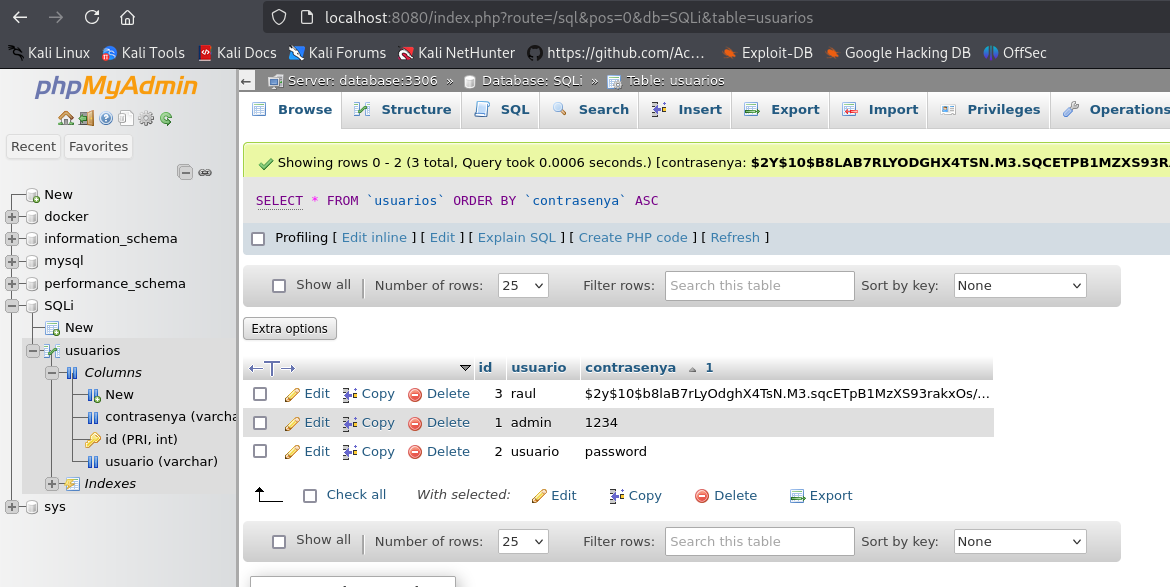 localhost:8080/index.php?route=/sql&pos=0&db=SQLi&table=usuarios
Kali Linux Kali Tools Kali Docs Kali Forums Kali NetHunter https://github.com/Ac... Exploit-DB Google Hacking DB OffSec
phpMyAdmin
Recent Favorites
New
docker
information_schema
mysql
performance_schema
SQLi
New
usuarios
Columns
New
contrasenya (varcha
id (PRI, int)
usuario (varchar)
Indexes
sys
Server: database:3306 » Database: SQLi » Table: usuarios
Browse Structure SQL Search Insert Export Import Privileges Operations
Showing rows 0 - 2 (3 total, Query took 0.0006 seconds.) [contrasenya: $2Y$10$B8LAB7RLYODGHX4TSN.M3.SQCETPB1MZXS93R
SELECT * FROM `usuarios` ORDER BY `contrasenya` ASC
Profiling [ Edit inline ] [ Edit ] [ Explain SQL ] [ Create PHP code ] [ Refresh ]
Show all Number of rows: 25 Filter rows: Search this table Sort by key: None
Extra options
←T→ id usuario contrasenya 1
Edit Copy Delete 3 raul $2y$10$b8laB7rLyOdghX4TsN.M3.sqcETpB1MzXS93rakxOs/...
Edit Copy Delete 1 admin 1234
Edit Copy Delete 2 usuario password
Check all With selected: Edit Copy Delete Export
Show all Number of rows: 25 Filter rows: Search this table Sort by key: None